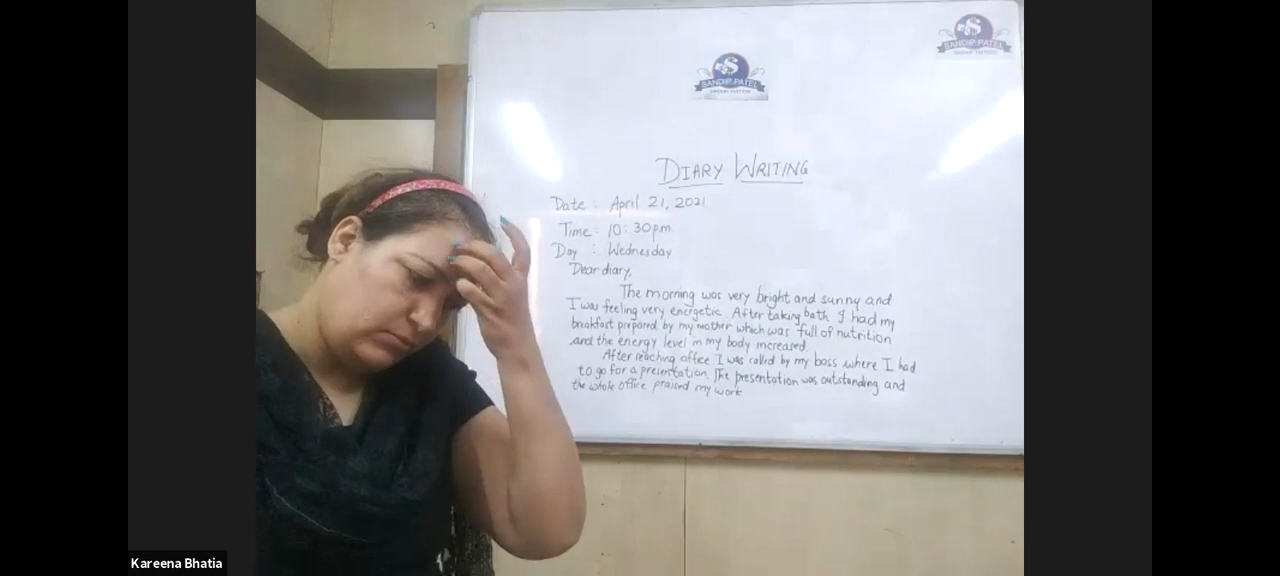 SANDIP PATEL
GROUP TUITION
SANDIP PATEL
GROUP TUITION
DIARY WRITING
Date : April 21, 2021
Time : 10 : 30pm
Day : Wednesday
Dear diary,
The morning was very bright and sunny and
I was feeling very energetic. After taking bath I had my
breakfast prepared by my mother which was full of nutrition
and the energy level in my body increased.
After reaching office I was called by my boss where I had
to go for a presentation. The presentation was outstanding and
the whole office praised my work
Kareena Bhatia